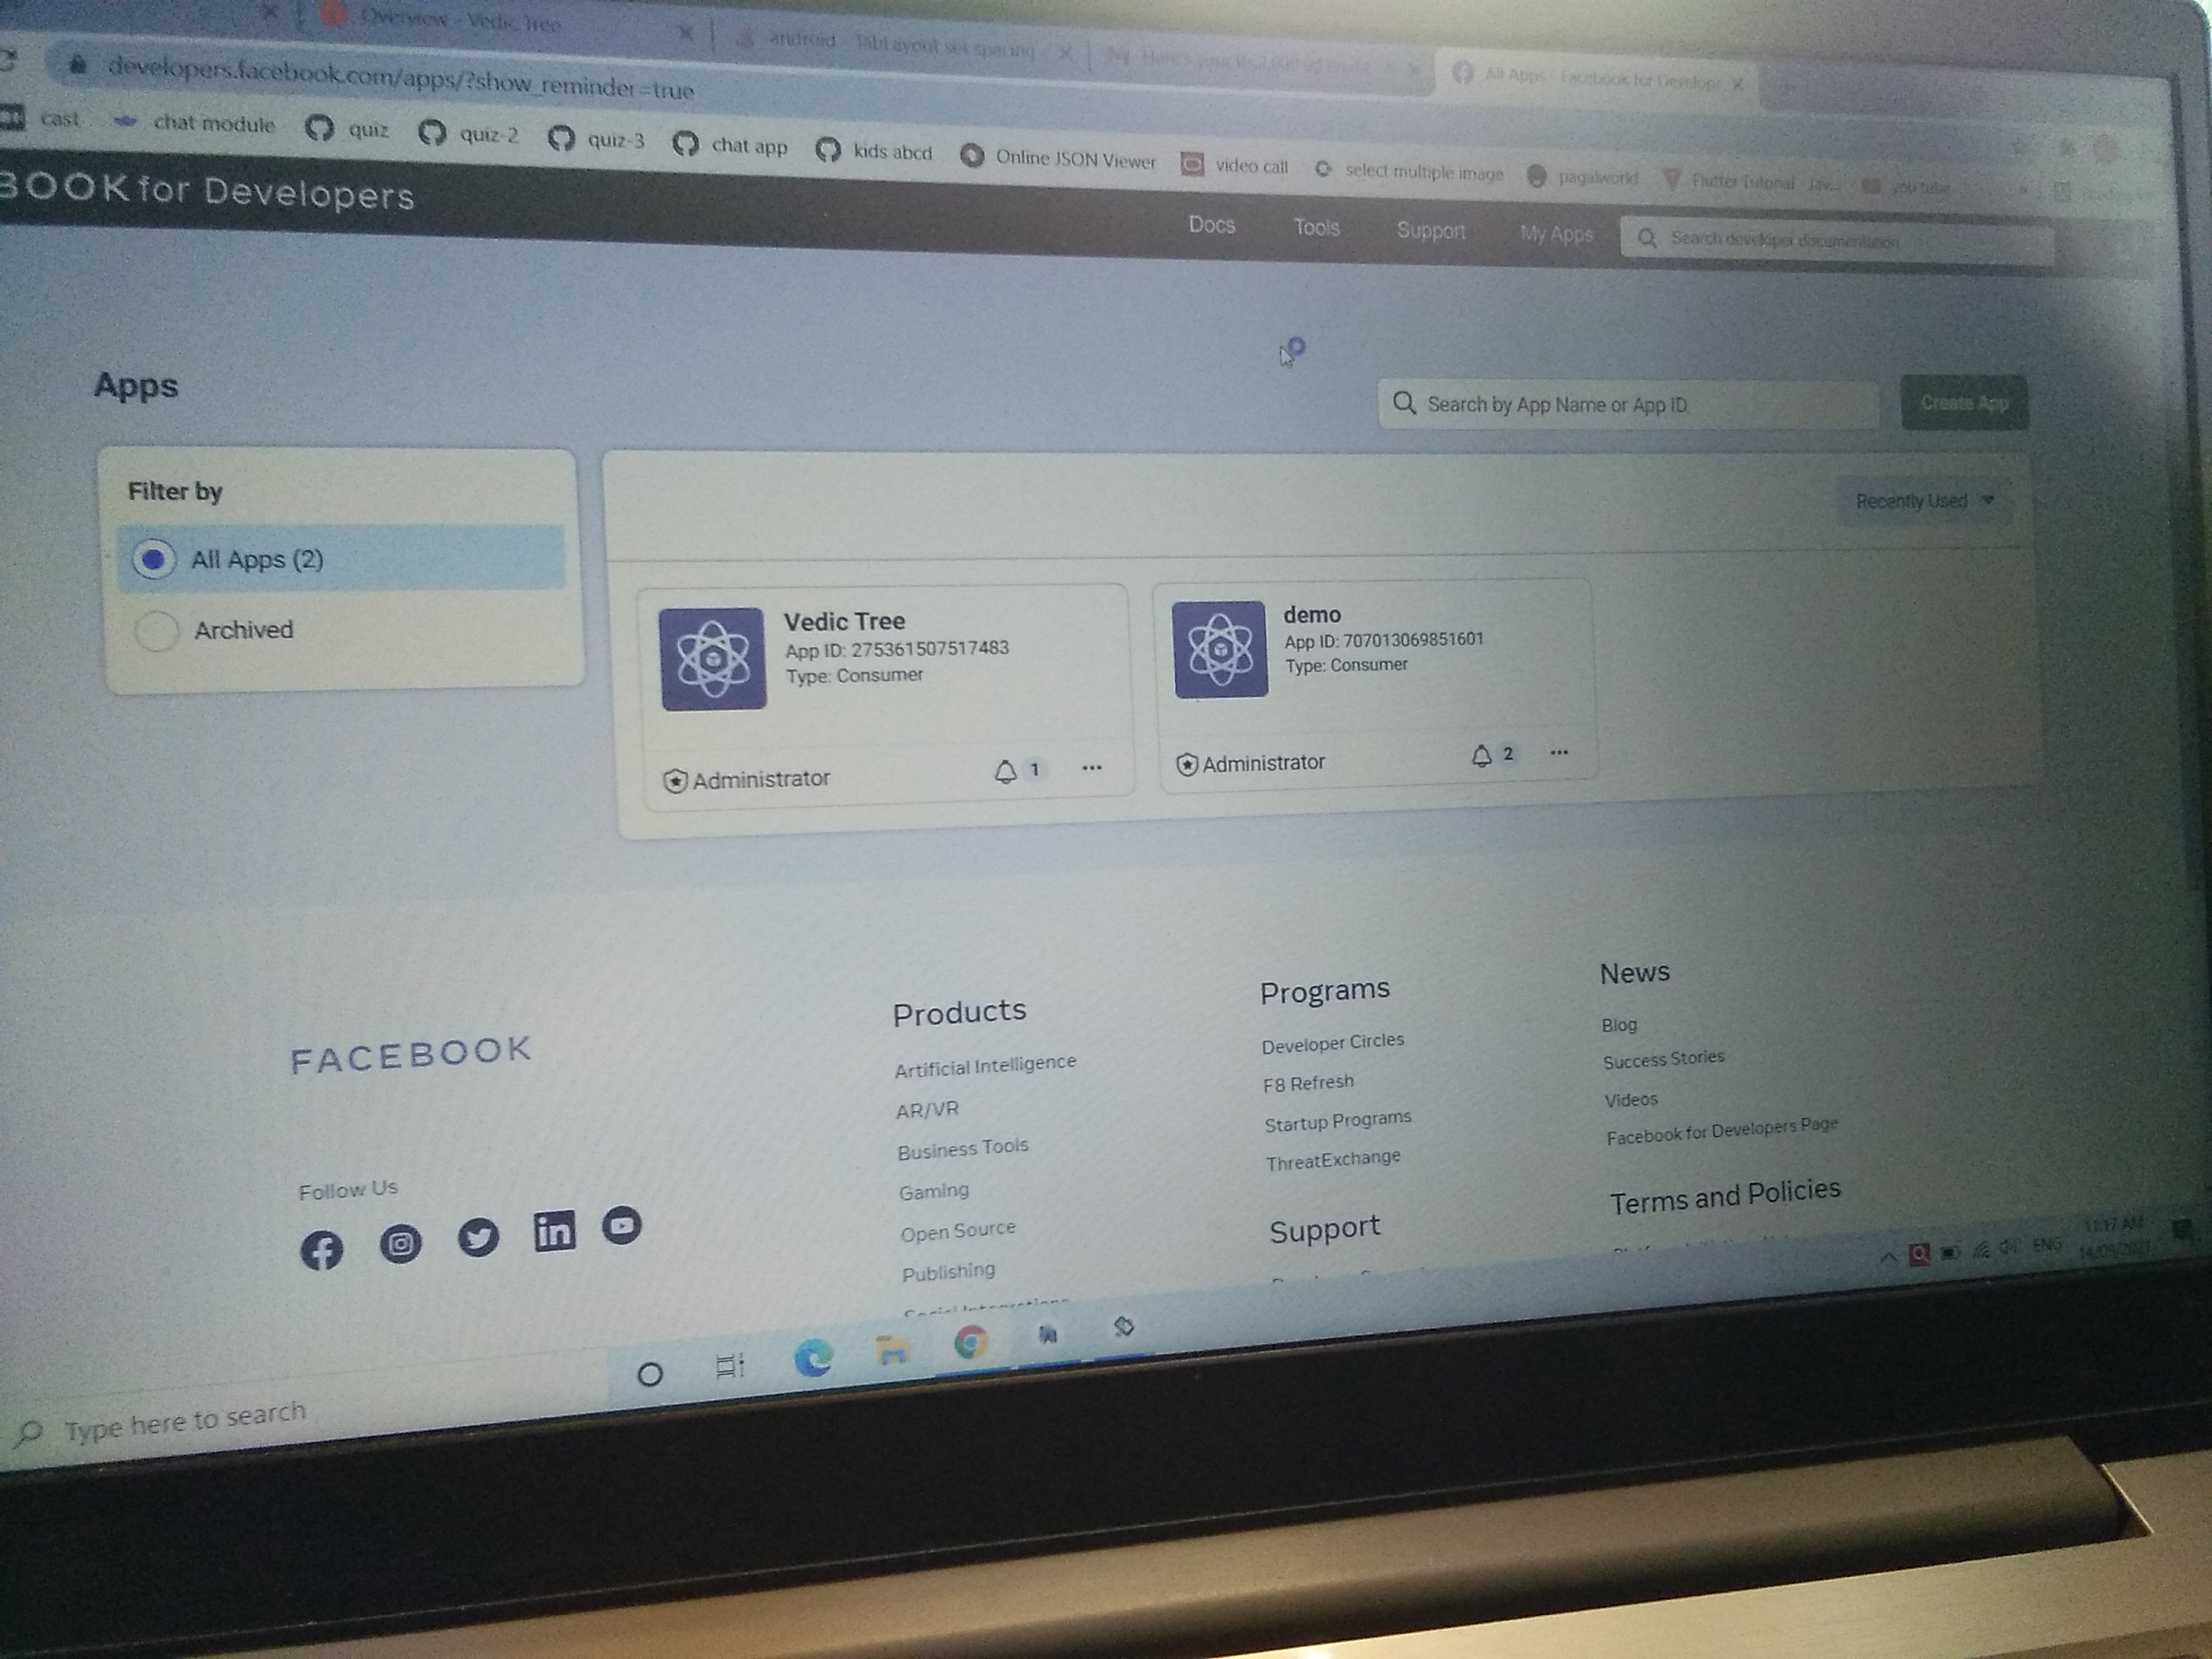 Overview - Vedic Tree
android - TabLayout set spacing
All Apps - Facebook for Develop
developers.facebook.com/apps/?show_reminder=true
cast
chat module
quiz
quiz-2
quiz-3
chat app
kids abcd
Online JSON Viewer
video call
select multiple image
pagalworld
Flutter Tutorial
youtube
BOOK for Developers
Docs
Tools
Support
My Apps
Search developer documentation
Apps
Search by App Name or App ID
Create App
Filter by
All Apps (2)
Archived
Recently Used
Vedic Tree
App ID: 275361507517483
Type: Consumer
Administrator
1
demo
App ID: 707013069851601
Type: Consumer
Administrator
2
FACEBOOK
Follow Us
Products
Artificial Intelligence
AR/VR
Business Tools
Gaming
Open Source
Publishing
Programs
Developer Circles
F8 Refresh
Startup Programs
ThreatExchange
Support
News
Blog
Success Stories
Videos
Facebook for Developers Page
Terms and Policies
Type here to search
ENG
11:17 AM